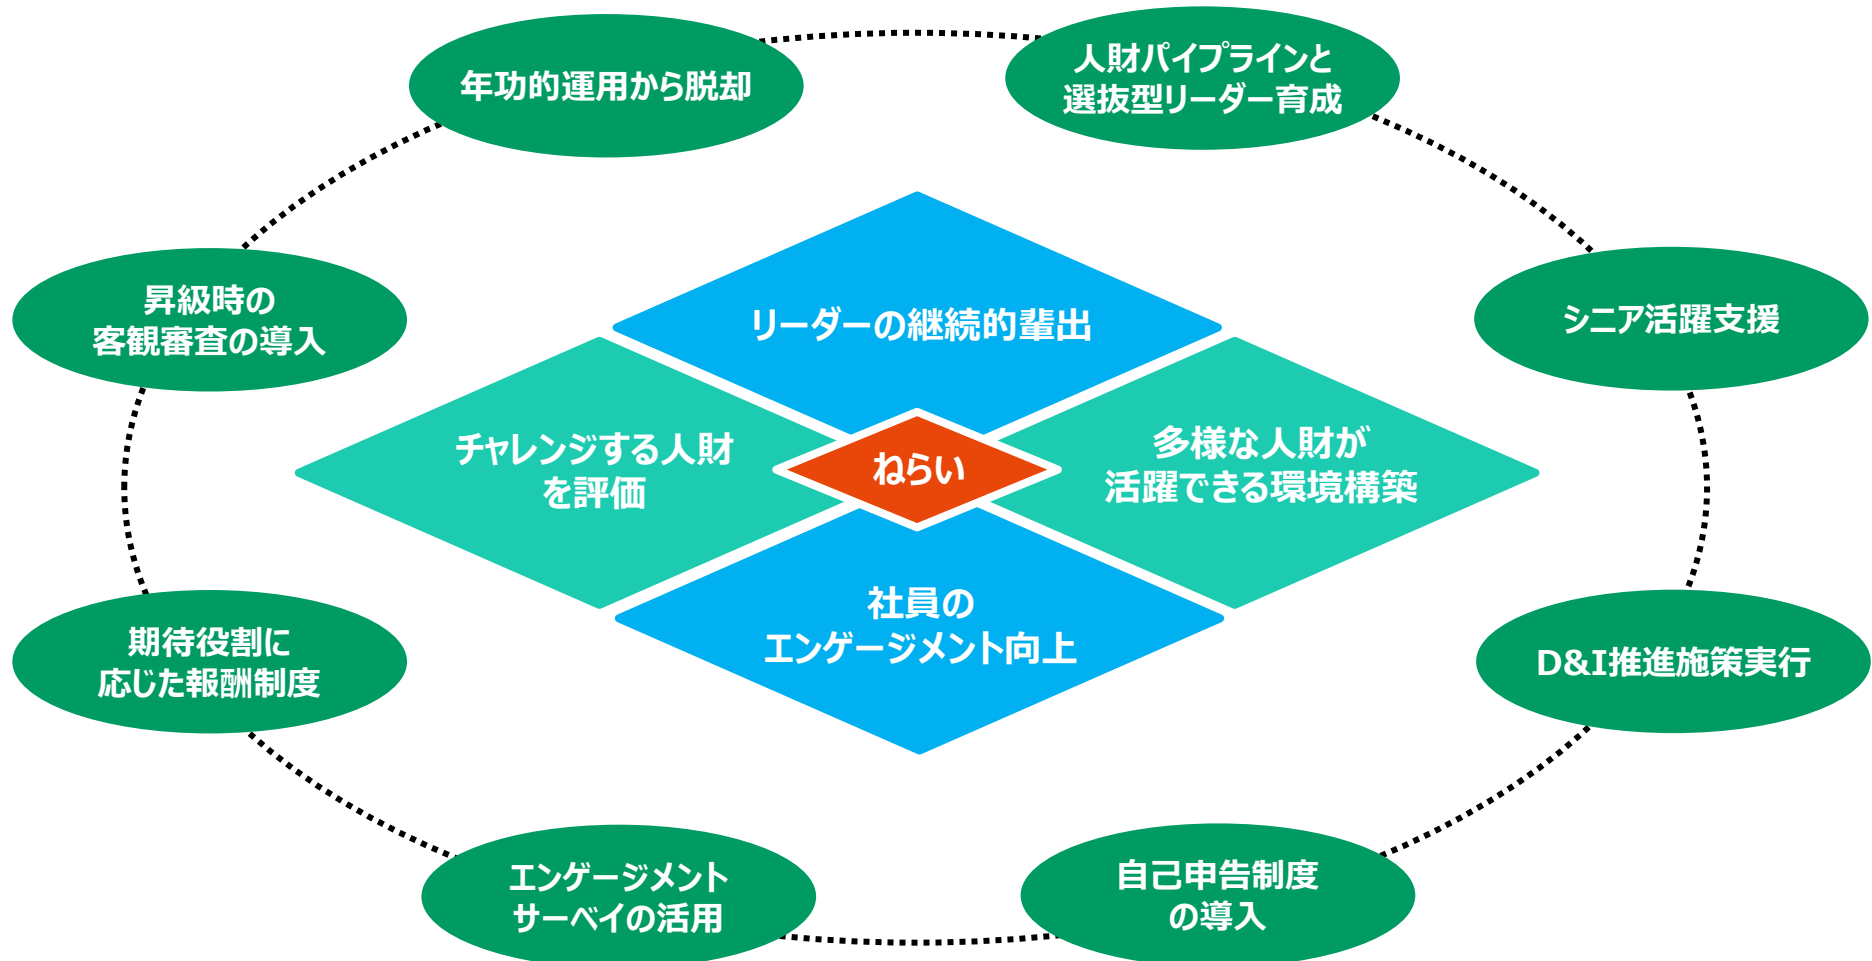 年功的運用から脱却
人財パイプラインと
選抜型リーダー育成
昇級時の
客観審査の導入
リーダーの継続的輩出
シニア活躍支援
チャレンジする人財
を評価
ねらい
多様な人財が
活躍できる環境構築
社員の
エンゲージメント向上
期待役割に
応じた報酬制度
D&I推進施策実行
エンゲージメント
サーベイの活用
自己申告制度
の導入